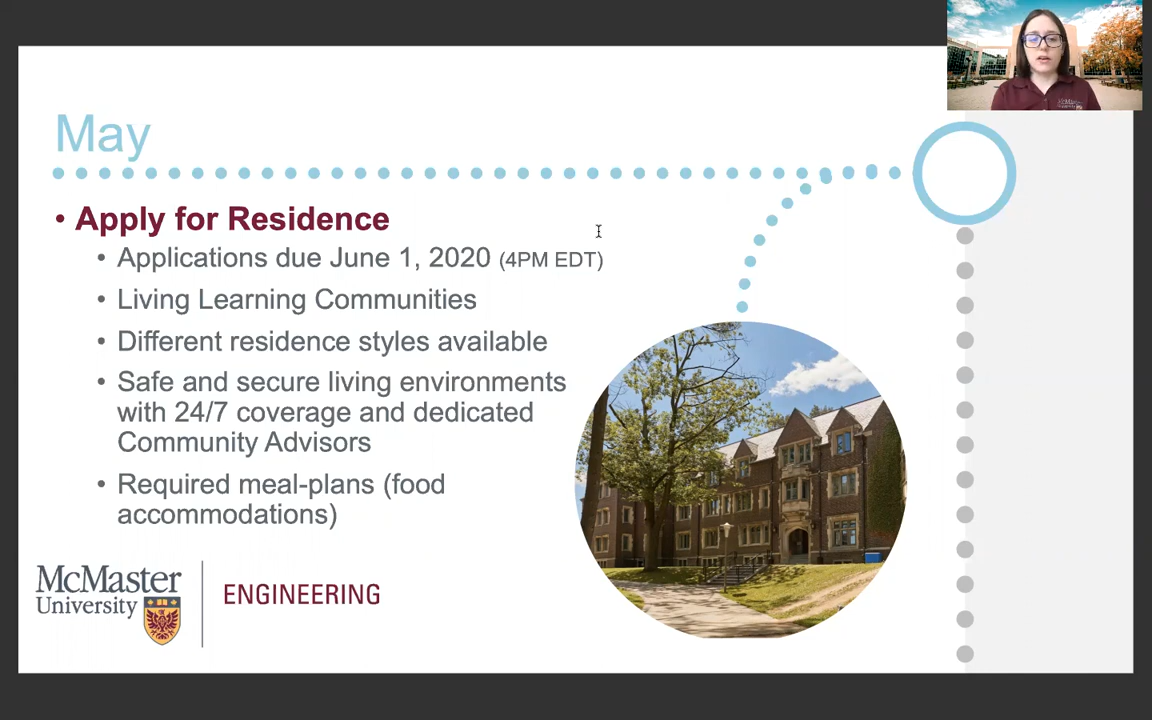 May
• Apply for Residence
• Applications due June 1, 2020 (4PM EDT)
• Living Learning Communities
• Different residence styles available
• Safe and secure living environments
with 24/7 coverage and dedicated
Community Advisors
• Required meal-plans (food
accommodations)
McMaster
University
ENGINEERING
McMaster